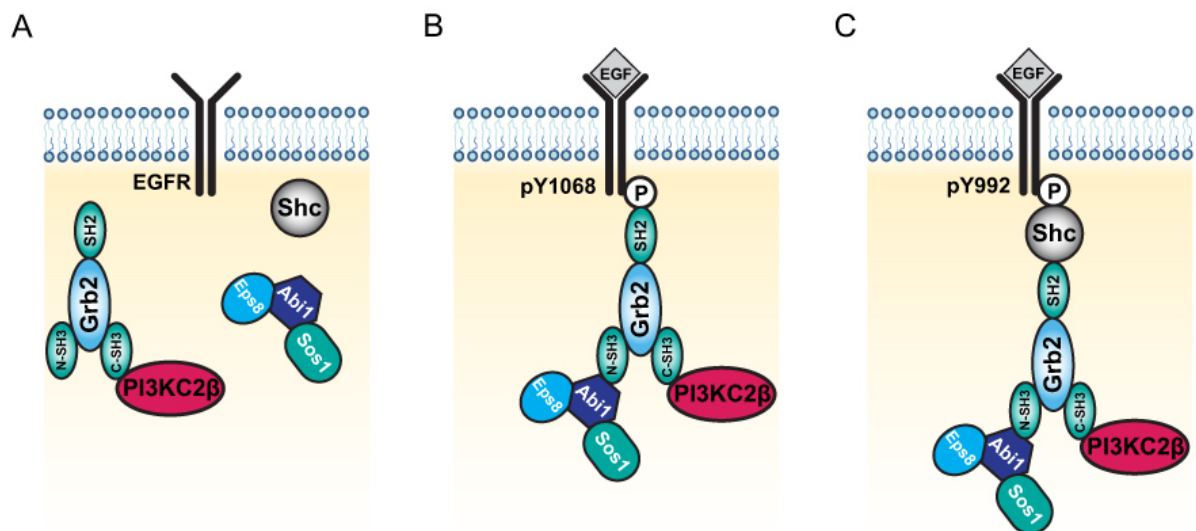 A
EGFR
Shc
SH2
Grb2
N-SH3
C-SH3
PI3KC2β
Eps8
Abi1
Sos1
B
EGF
pY1068
P
SH2
Grb2
N-SH3
C-SH3
PI3KC2β
Eps8
Abi1
Sos1
C
EGF
pY992
P
Shc
SH2
Grb2
N-SH3
C-SH3
PI3KC2β
Eps8
Abi1
Sos1